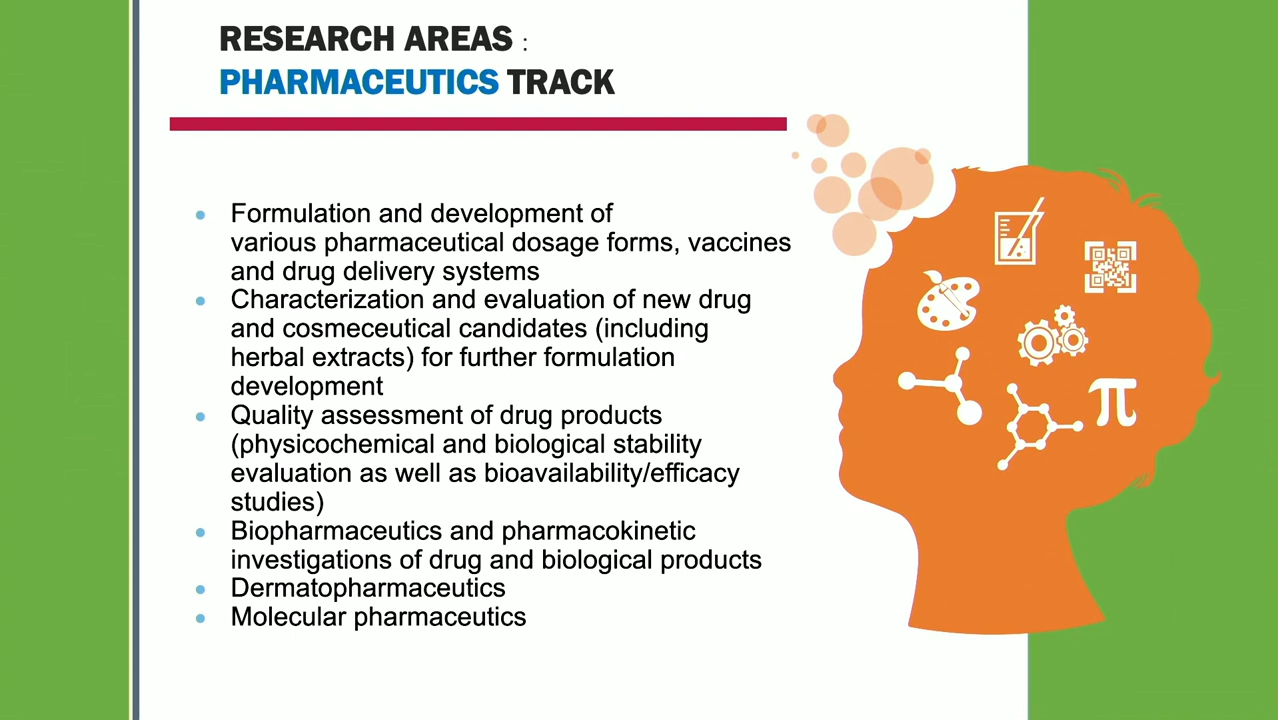 RESEARCH AREAS :
PHARMACEUTICS TRACK
• Formulation and development of
various pharmaceutical dosage forms, vaccines
and drug delivery systems
• Characterization and evaluation of new drug
and cosmeceutical candidates (including
herbal extracts) for further formulation
development
• Quality assessment of drug products
(physicochemical and biological stability
evaluation as well as bioavailability/efficacy
studies)
• Biopharmaceutics and pharmacokinetic
investigations of drug and biological products
• Dermatopharmaceutics
• Molecular pharmaceutics
π